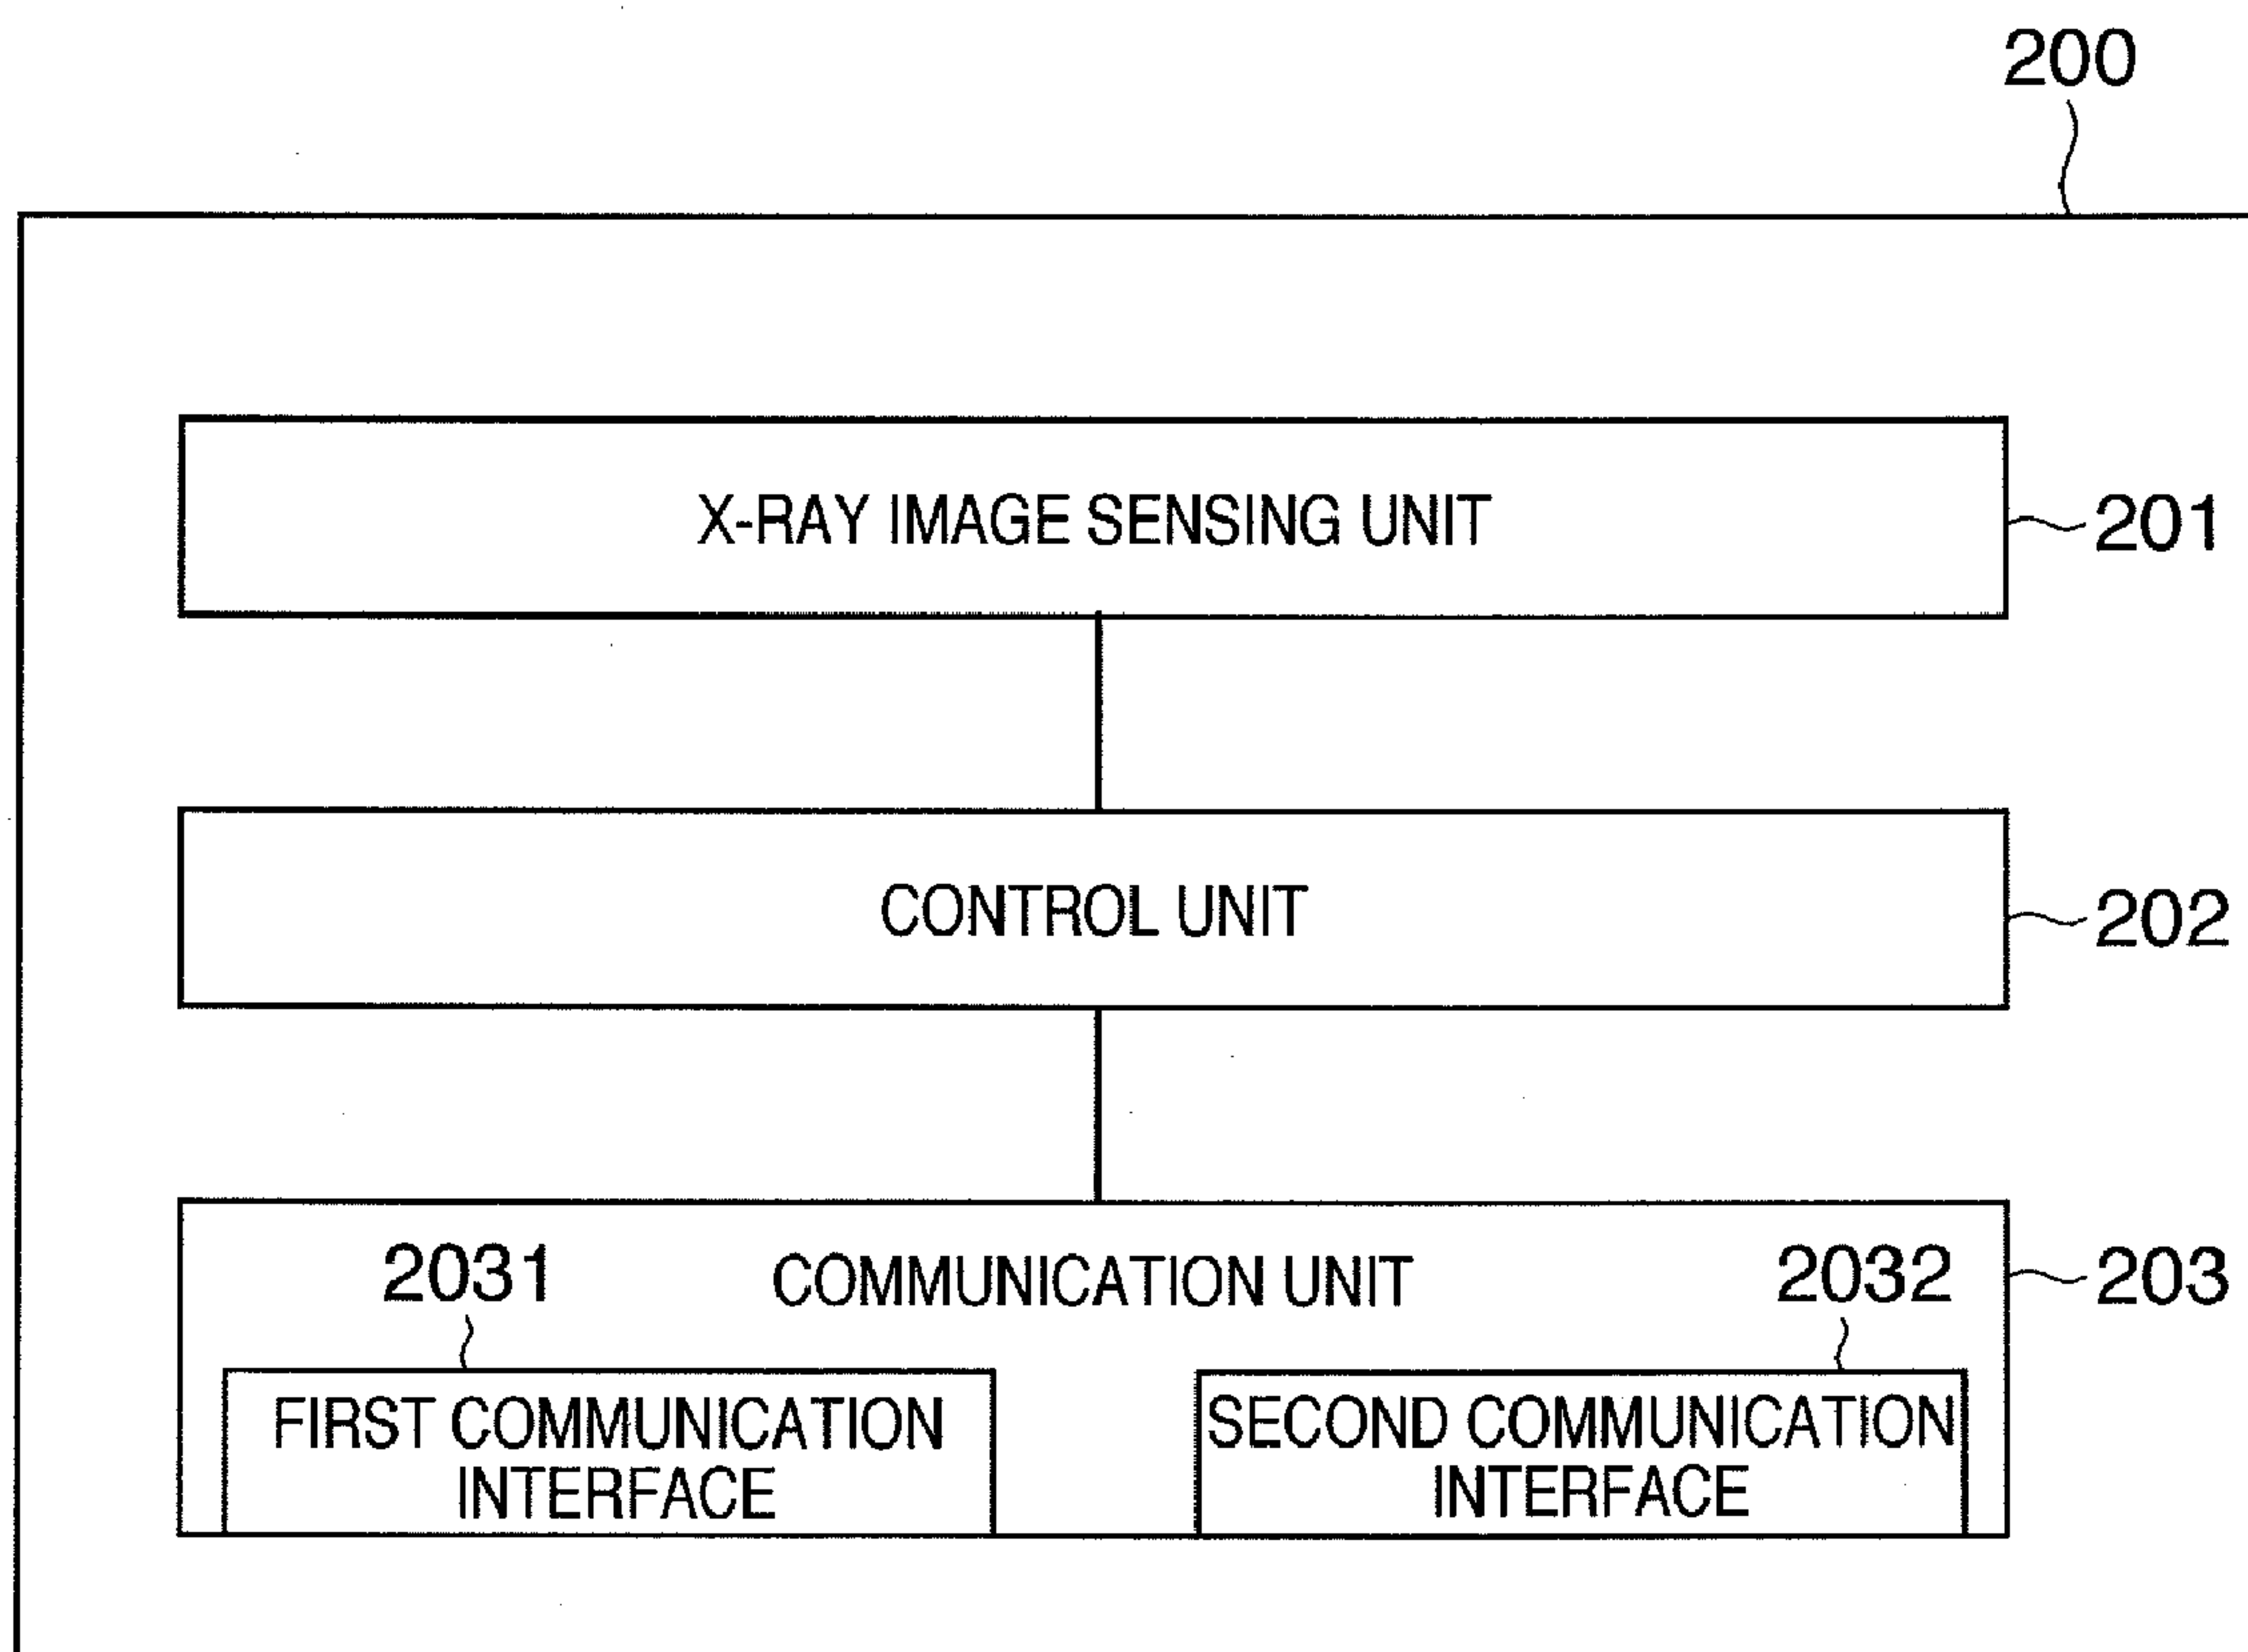 200
X-RAY IMAGE SENSING UNIT
201
CONTROL UNIT
202
2031
COMMUNICATION UNIT
2032
203
FIRST COMMUNICATION
INTERFACE
SECOND COMMUNICATION
INTERFACE